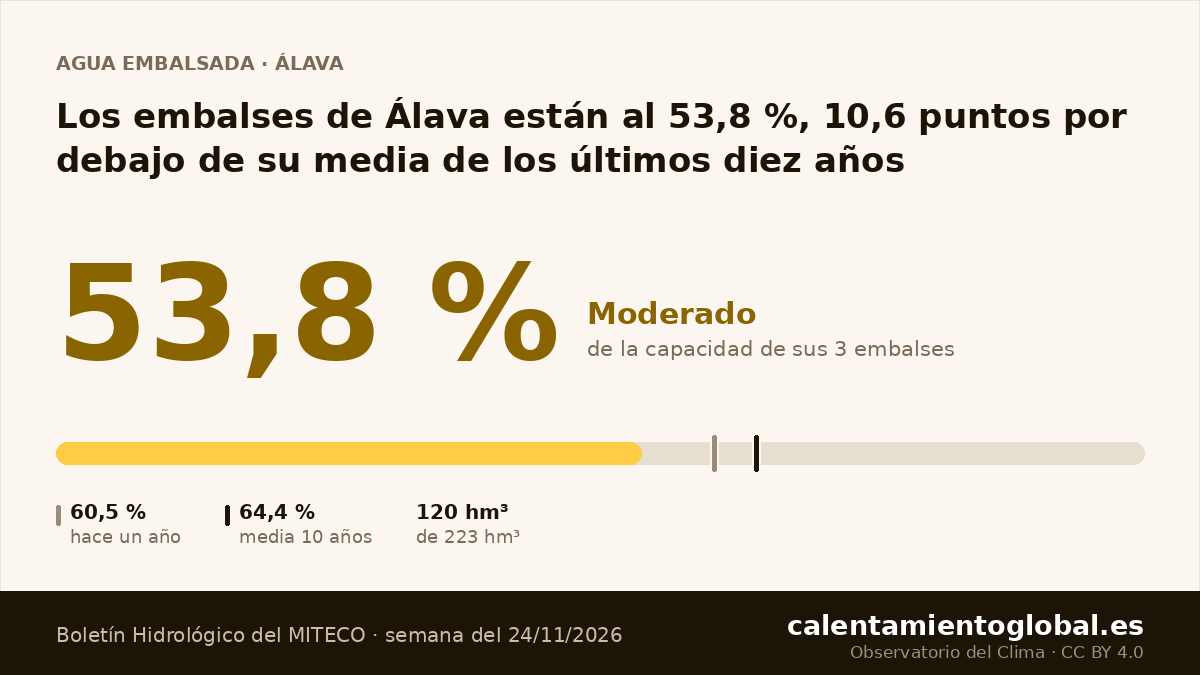 AGUA EMBALSADA · ÁLAVA
Los embalses de Álava están al 53,8 %, 10,6 puntos por
debajo de su media de los últimos diez años
53,8 %
Moderado
de la capacidad de sus 3 embalses
60,5 %
hace un año
64,4 %
media 10 años
120 hm³
de 223 hm³
Boletín Hidrológico del MITECO · semana del 24/11/2026
calentamientoglobal.es
Observatorio del Clima · CC BY 4.0